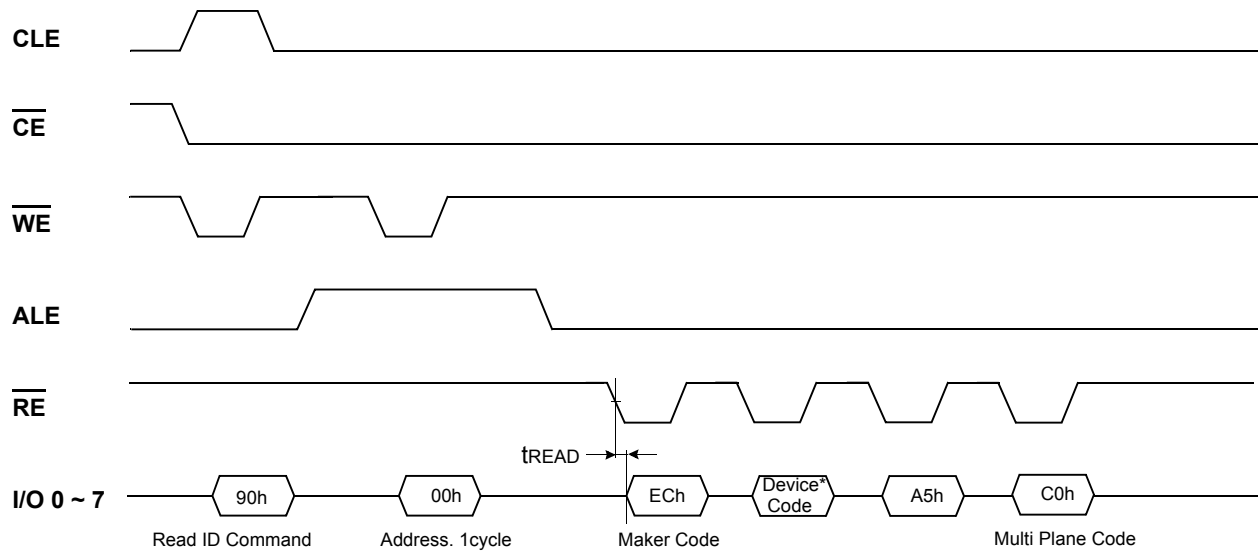 CLE
CE
WE
ALE
RE
tREAD
I/O 0 ~ 7
90h
00h
ECh
Device*
Code
A5h
C0h
Read ID Command
Address. 1cycle
Maker Code
Multi Plane Code